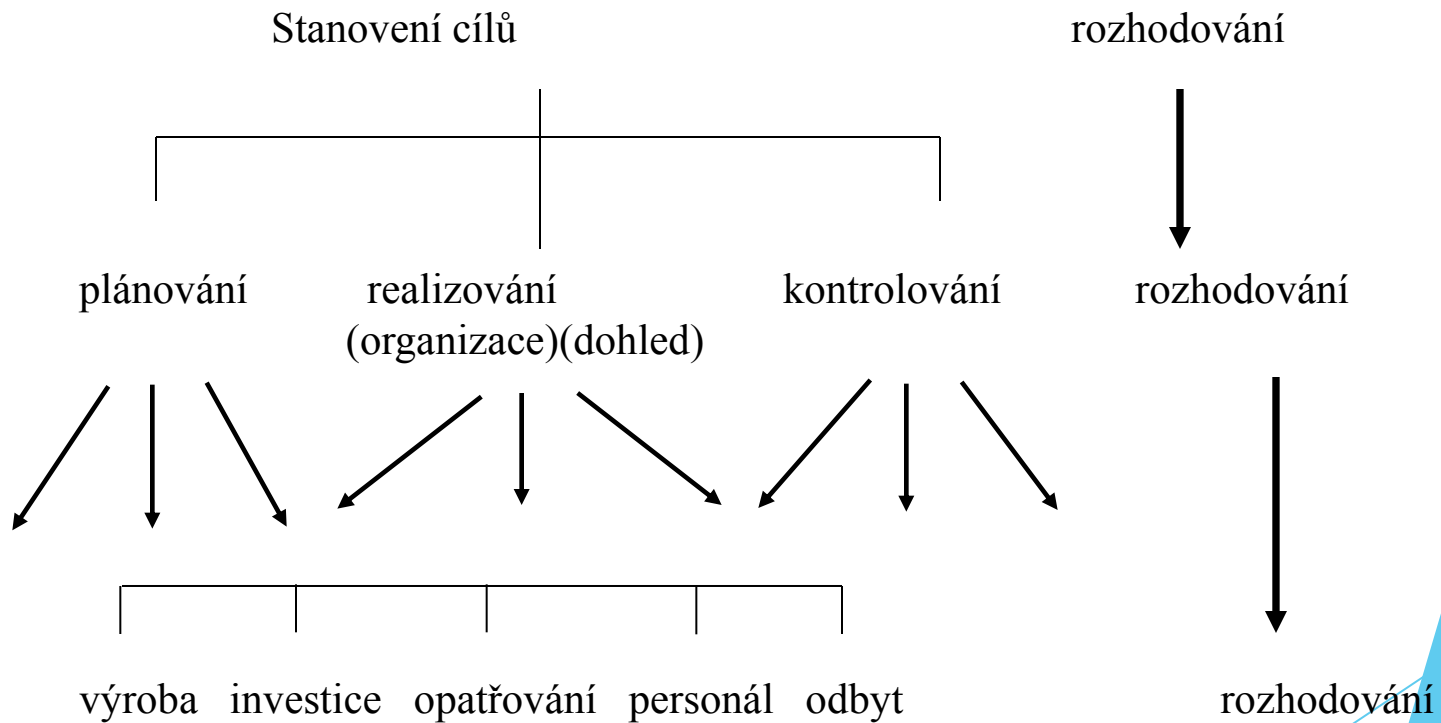 Stanovení cílů rozhodování
plánování realizování kontrolování rozhodování
(organizace)(dohled)
výroba investice opatřování personál odbyt rozhodování